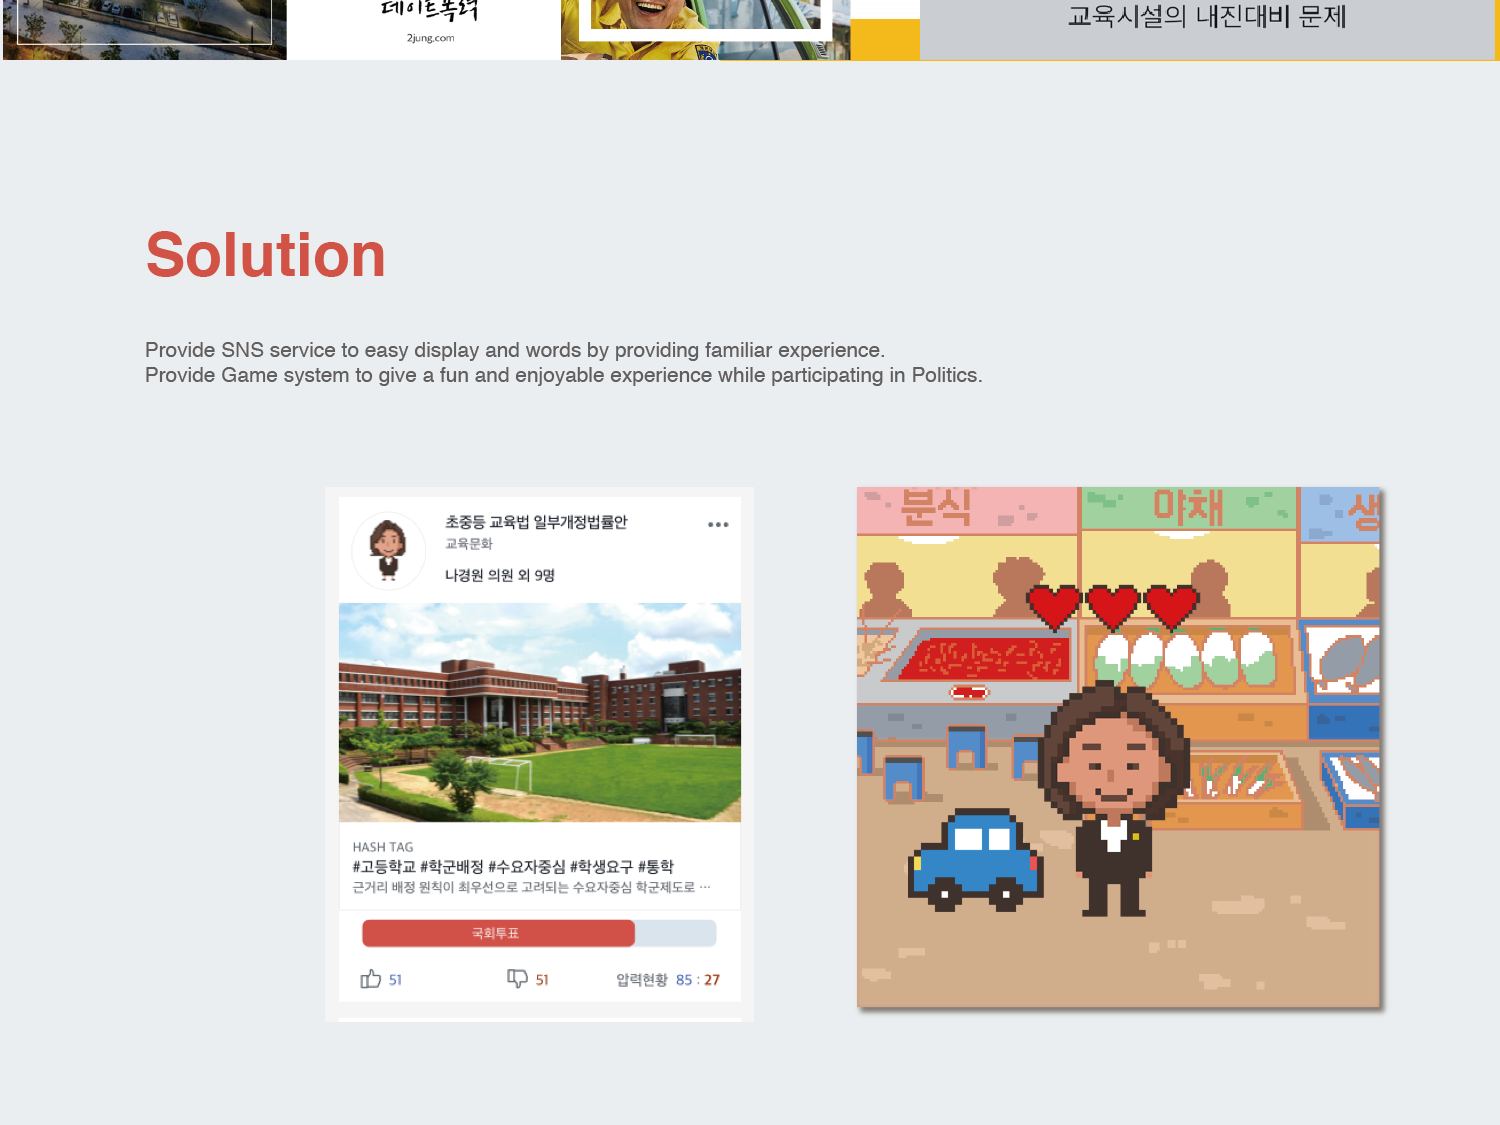 데이트폭력
2jung.com
교육시설의 내진대비 문제
Solution
Provide SNS service to easy display and words by providing familiar experience.
Provide Game system to give a fun and enjoyable experience while participating in Politics.
초중등 교육법 일부개정법률안
교육문화
나경원 의원 외 9명
HASH TAG
#고등학교 #학군배정 #수요자중심 #학생요구 #통학
근거리 배정 원칙이 최우선으로 고려되는 수요자중심 학군제도로 ···
국회투표
51
51
압력현황 85 : 27
분식
야채
생